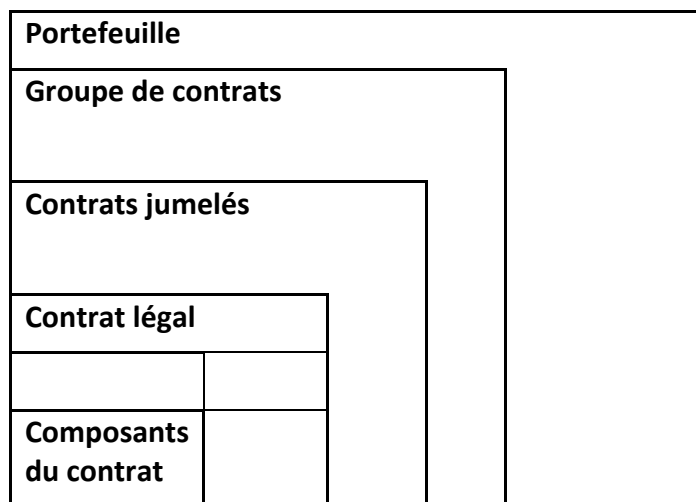 Portefeuille
Groupe de contrats
Contrats jumelés
Contrat légal
Composants
du contrat